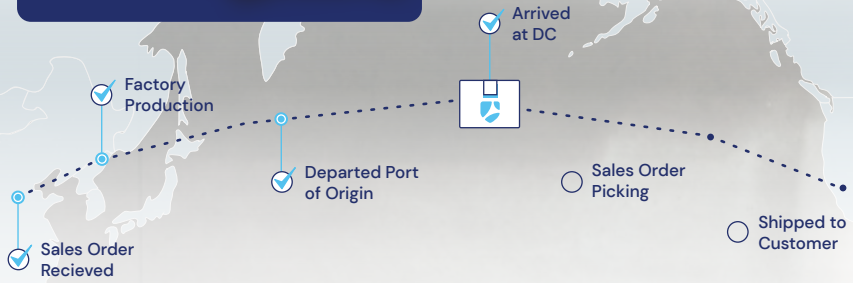 Arrived
at DC
Factory
Production
Departed Port
of Origin
Sales Order
Picking
Shipped to
Customer
Sales Order
Recieved